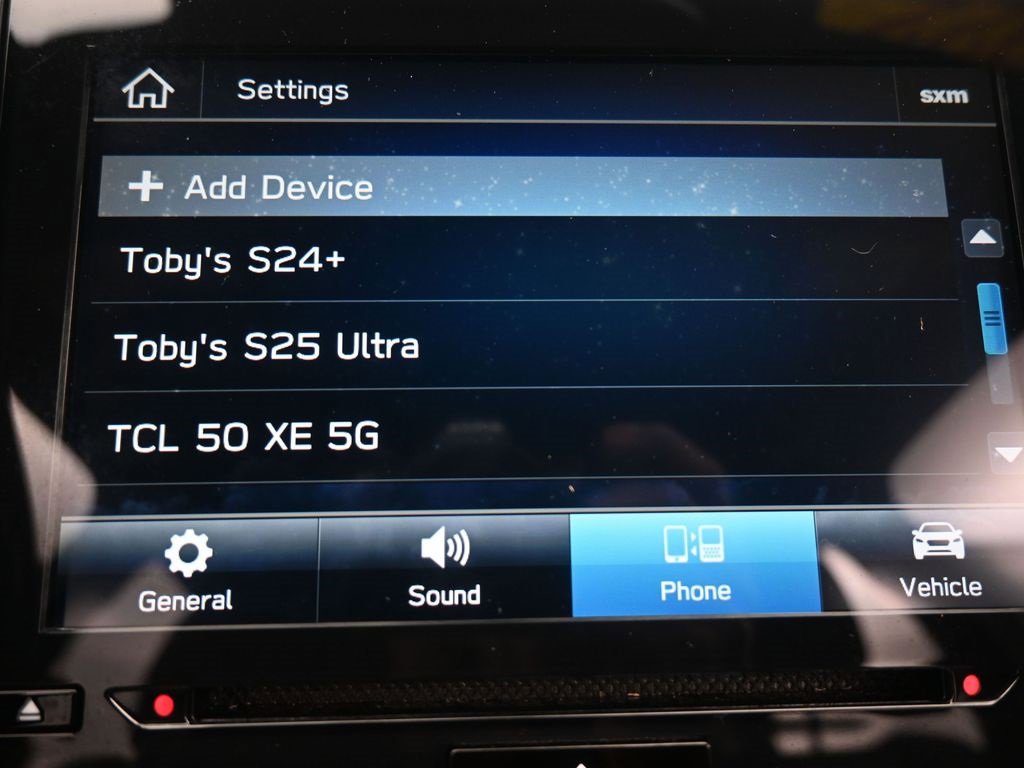 Settings
sxm
Add Device
Toby's S24+
Toby's S25 Ultra
TCL 50 XE 5G
General
Sound
Phone
Vehicle